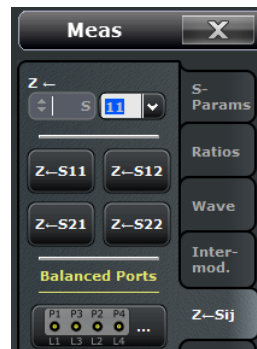 Meas X
Z ←
S 11
S-
Params
Ratios
Z←S11 Z←S12
Wave
Z←S21 Z←S22
Inter-
mod.
Balanced Ports
Z←Sij
P1 P3 P2 P4
...
L1 L3 L2 L4